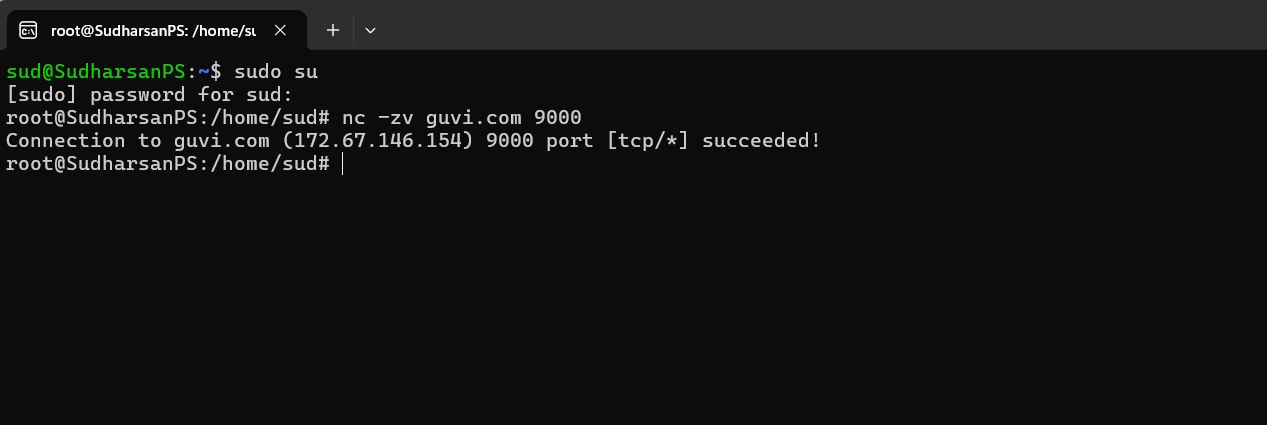 root@SudharsanPS: /home/su
sud@SudharsanPS:~$ sudo su
[sudo] password for sud:
root@SudharsanPS:/home/sud# nc -zv guvi.com 9000
Connection to guvi.com (172.67.146.154) 9000 port [tcp/*] succeeded!
root@SudharsanPS:/home/sud#